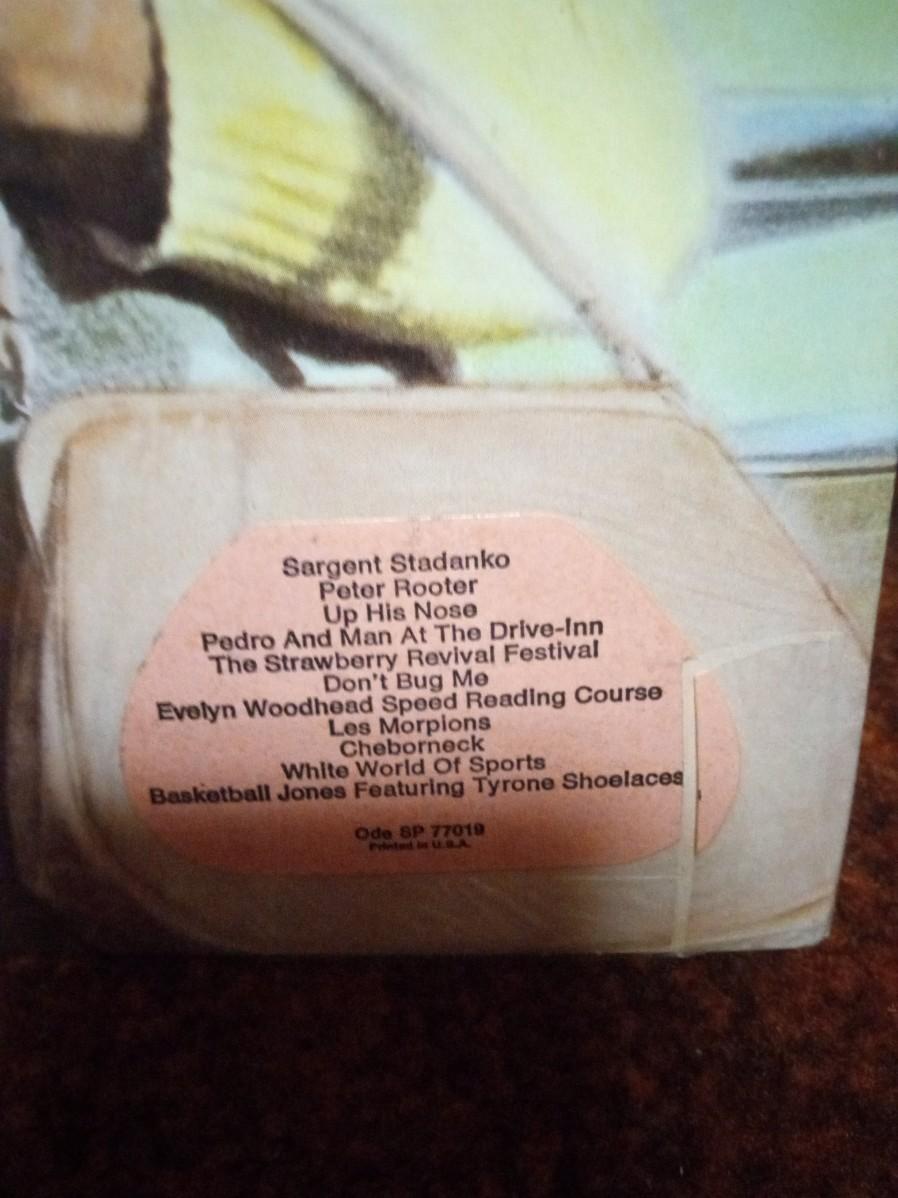 Sargent Stadanko
Peter Rooter
Up His Nose
Pedro And Man At The Drive-Inn
The Strawberry Revival Festival
Don't Bug Me
Evelyn Woodhead Speed Reading Course
Les Morpions
Cheborneck
White World Of Sports
Basketball Jones Featuring Tyrone Shoelaces
Ode SP 77019
Printed in U.S.A.